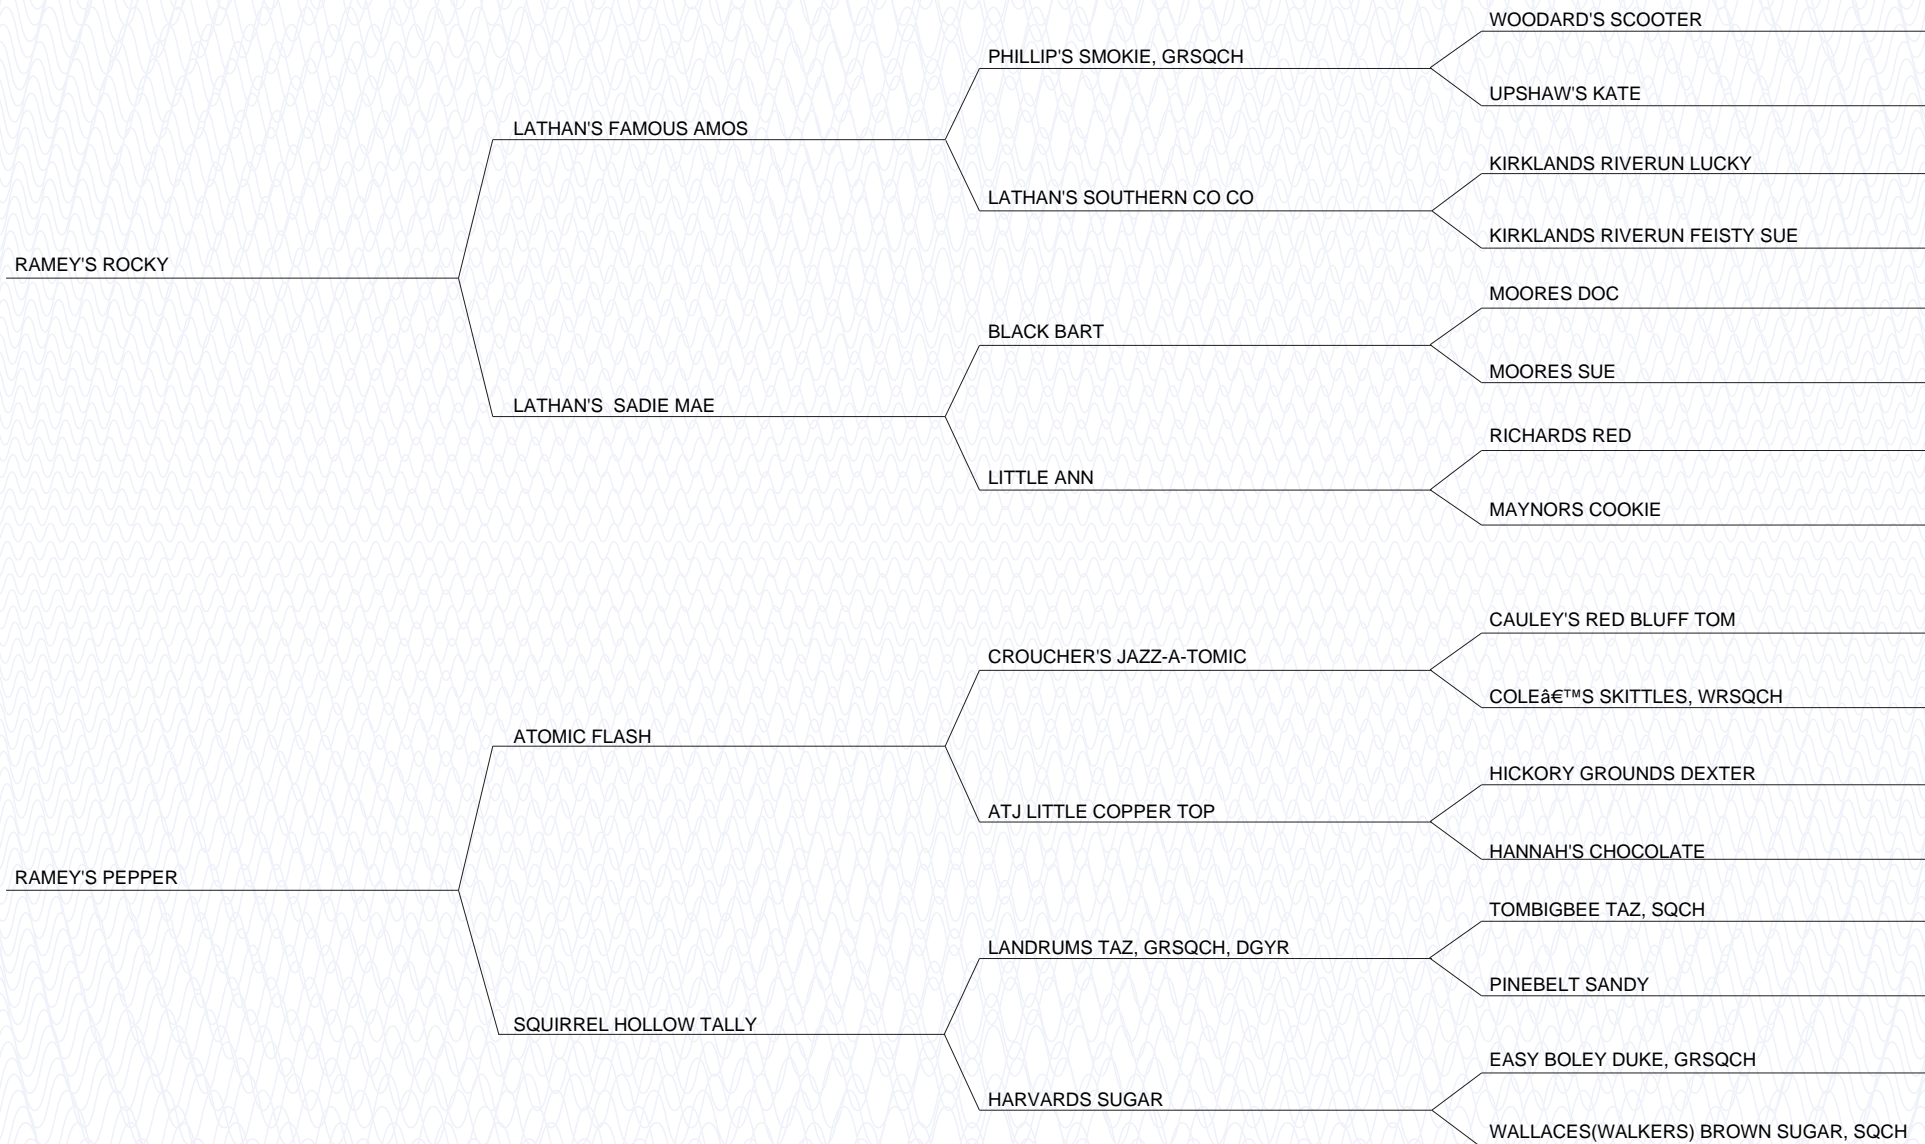 WOODARD'S SCOOTER
PHILLIP'S SMOKIE, GRSQCH
UPSHAW'S KATE
LATHAN'S FAMOUS AMOS
KIRKLANDS RIVERUN LUCKY
LATHAN'S SOUTHERN CO CO
KIRKLANDS RIVERUN FEISTY SUE
RAMEY'S ROCKY
MOORES DOC
BLACK BART
MOORES SUE
LATHAN'S  SADIE MAE
RICHARDS RED
LITTLE ANN
MAYNORS COOKIE
CAULEY'S RED BLUFF TOM
CROUCHER'S JAZZ-A-TOMIC
COLEâ€™S SKITTLES, WRSQCH
ATOMIC FLASH
HICKORY GROUNDS DEXTER
ATJ LITTLE COPPER TOP
HANNAH'S CHOCOLATE
RAMEY'S PEPPER
TOMBIGBEE TAZ, SQCH
LANDRUMS TAZ, GRSQCH, DGYR
PINEBELT SANDY
SQUIRREL HOLLOW TALLY
EASY BOLEY DUKE, GRSQCH
HARVARDS SUGAR
WALLACES(WALKERS) BROWN SUGAR, SQCH